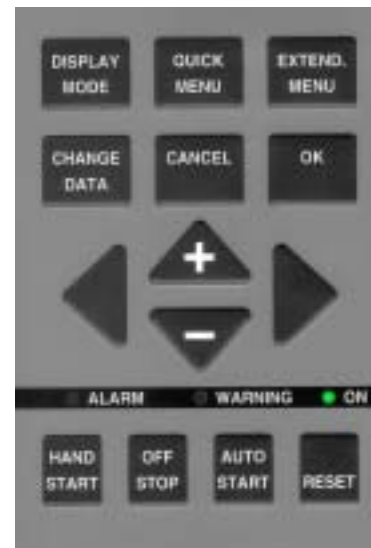 DISPLAY MODE
QUICK MENU
EXTEND. MENU
CHANGE DATA
CANCEL
OK
+
−
ALARM
WARNING
ON
HAND START
OFF STOP
AUTO START
RESET